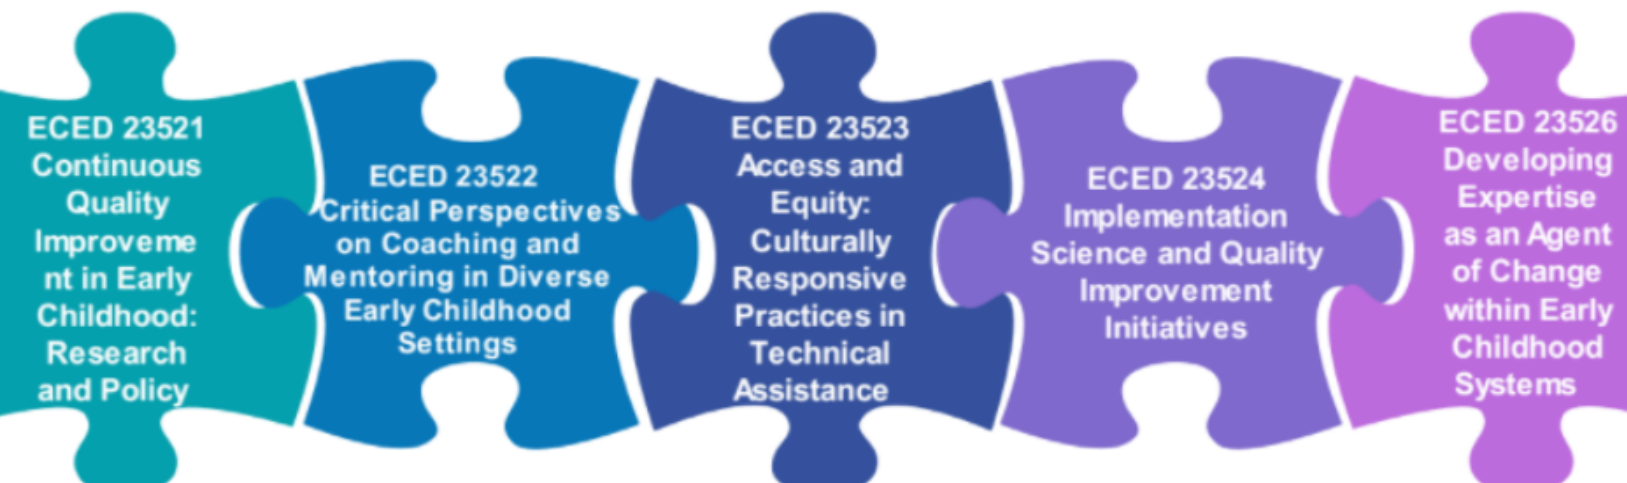 ECED 23521
Continuous
Quality
Improveme
nt in Early
Childhood:
Research
and Policy
ECED 23522
Critical Perspectives
on Coaching and
Mentoring in Diverse
Early Childhood
Settings
ECED 23523
Access and
Equity:
Culturally
Responsive
Practices in
Technical
Assistance
ECED 23524
Implementation
Science and Quality
Improvement
Initiatives
ECED 23526
Developing
Expertise
as an Agent
of Change
within Early
Childhood
Systems